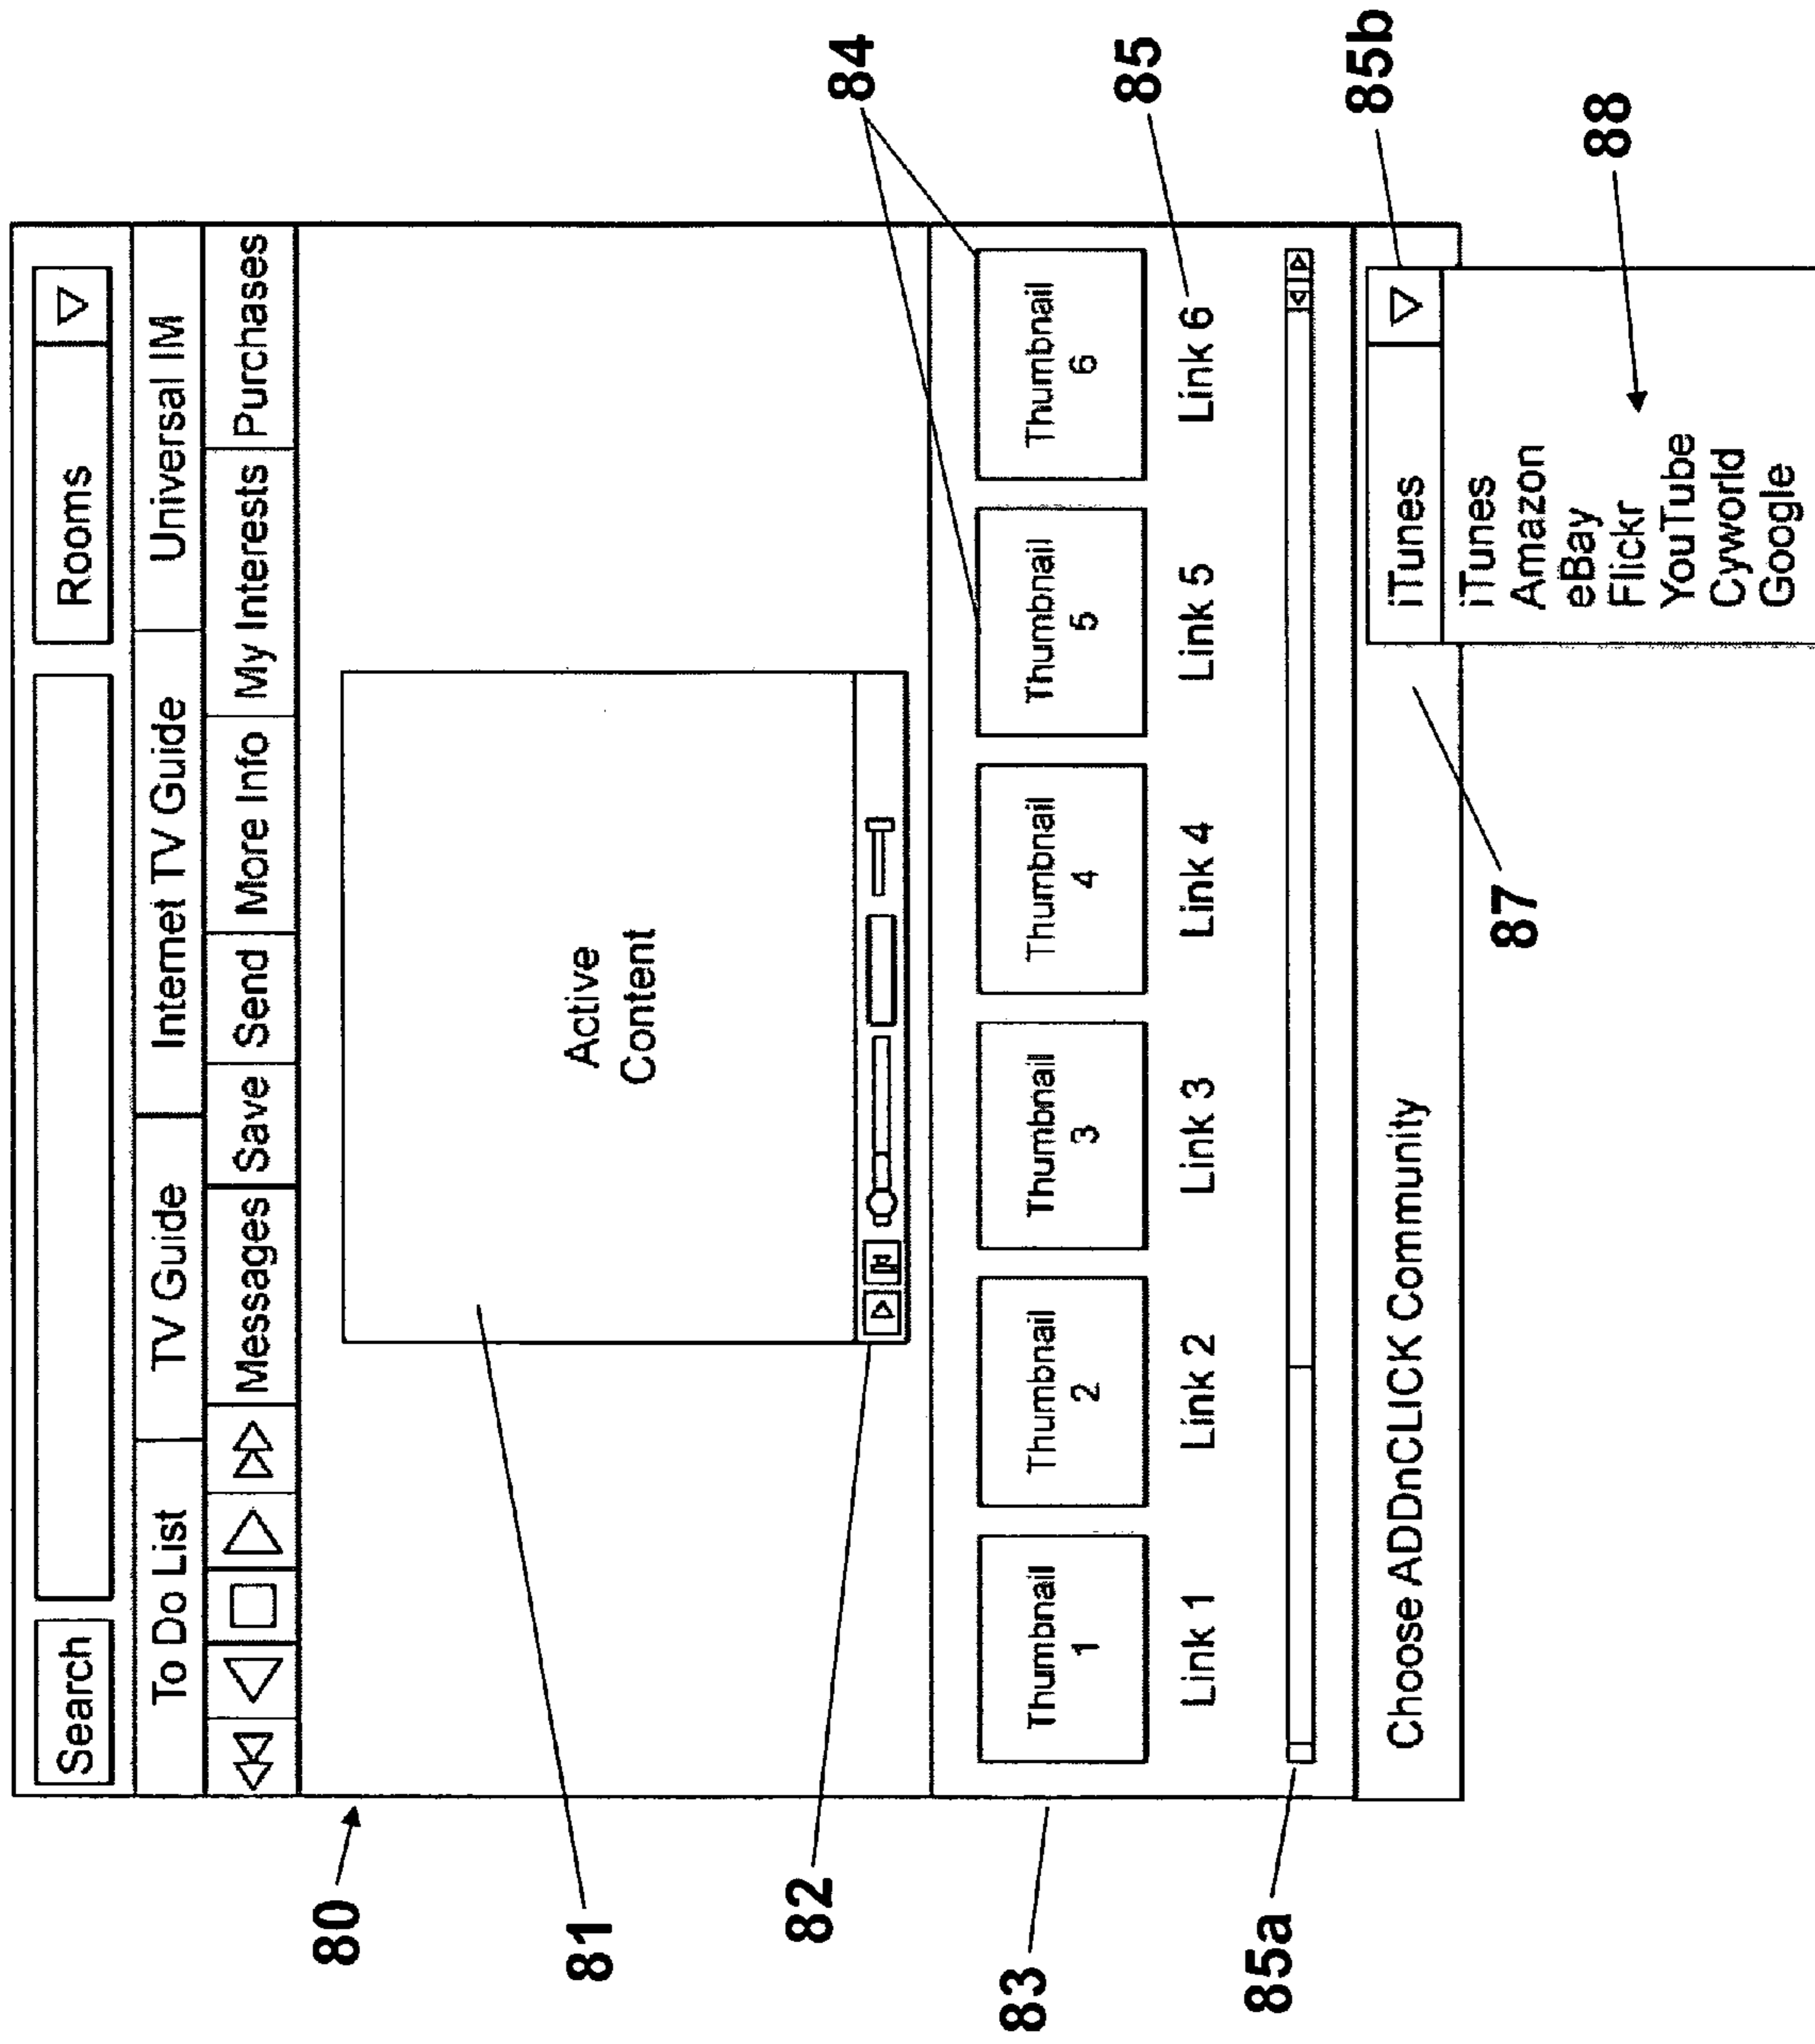 Search
Rooms
To Do List
TV Guide
Internet TV Guide
Universal IM
Messages
Save
Send
More Info
My Interests
Purchases
80
Active
Content
81
82
83
84
Thumbnail
1
Thumbnail
2
Thumbnail
3
Thumbnail
4
Thumbnail
5
Thumbnail
6
Link 1
Link 2
Link 3
Link 4
Link 5
Link 6
85
85a
Choose ADDnCLICK Community
iTunes
85b
87
iTunes
Amazon
eBay
Flickr
YouTube
Cyworld
Google
88